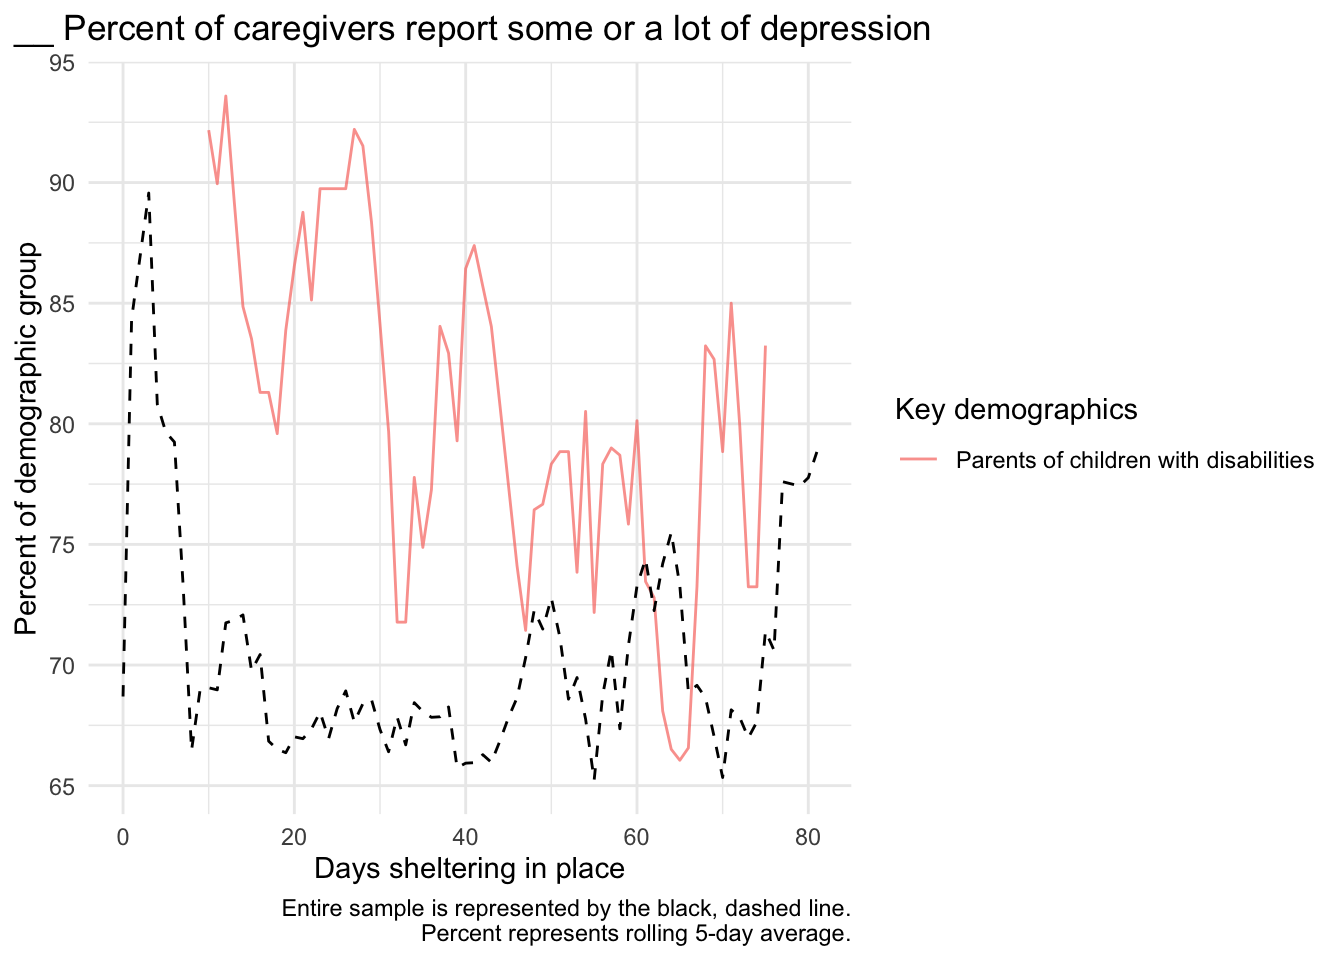 __ Percent of caregivers report some or a lot of depression
95
90
85
80
75
70
65
Percent of demographic group
0 20 40 60 80
Days sheltering in place
Key demographics
Parents of children with disabilities
Entire sample is represented by the black, dashed line.
Percent represents rolling 5-day average.